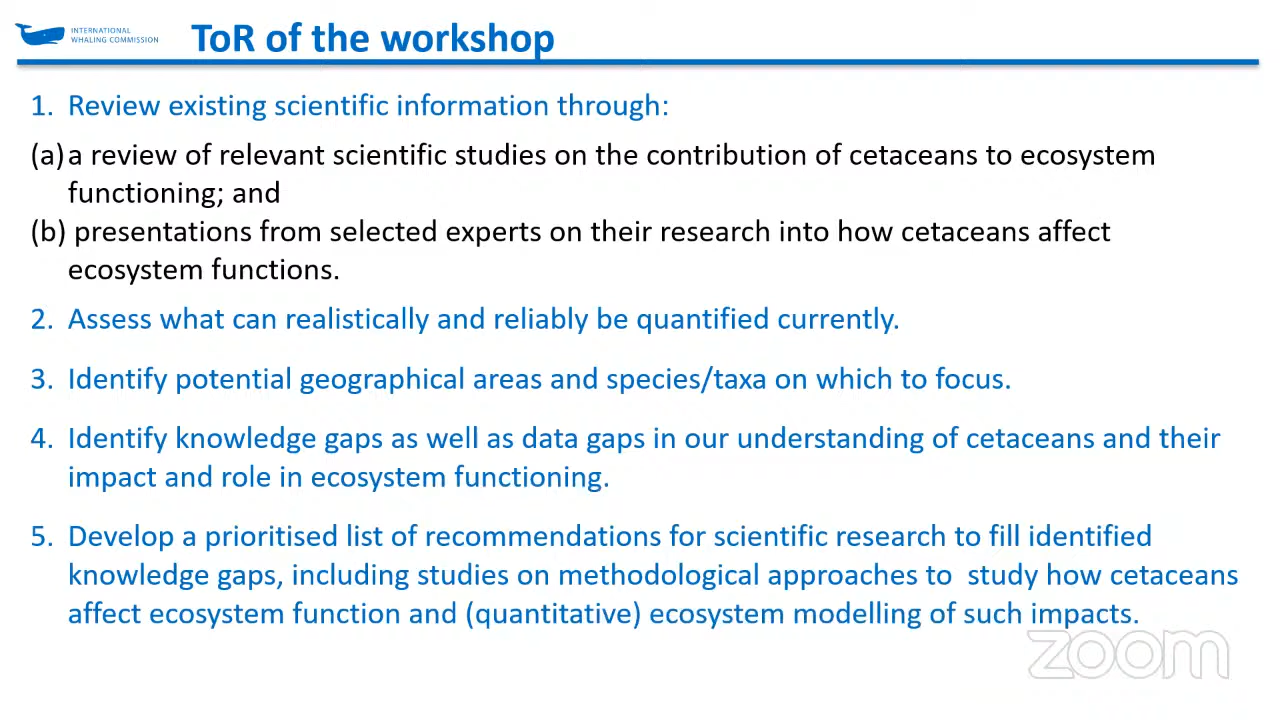 INTERNATIONAL
WHALING COMMISSION
ToR of the workshop
1. Review existing scientific information through:
(a) a review of relevant scientific studies on the contribution of cetaceans to ecosystem
functioning; and
(b) presentations from selected experts on their research into how cetaceans affect
ecosystem functions.
2. Assess what can realistically and reliably be quantified currently.
3. Identify potential geographical areas and species/taxa on which to focus.
4. Identify knowledge gaps as well as data gaps in our understanding of cetaceans and their
impact and role in ecosystem functioning.
5. Develop a prioritised list of recommendations for scientific research to fill identified
knowledge gaps, including studies on methodological approaches to  study how cetaceans
affect ecosystem function and (quantitative) ecosystem modelling of such impacts.
zoom